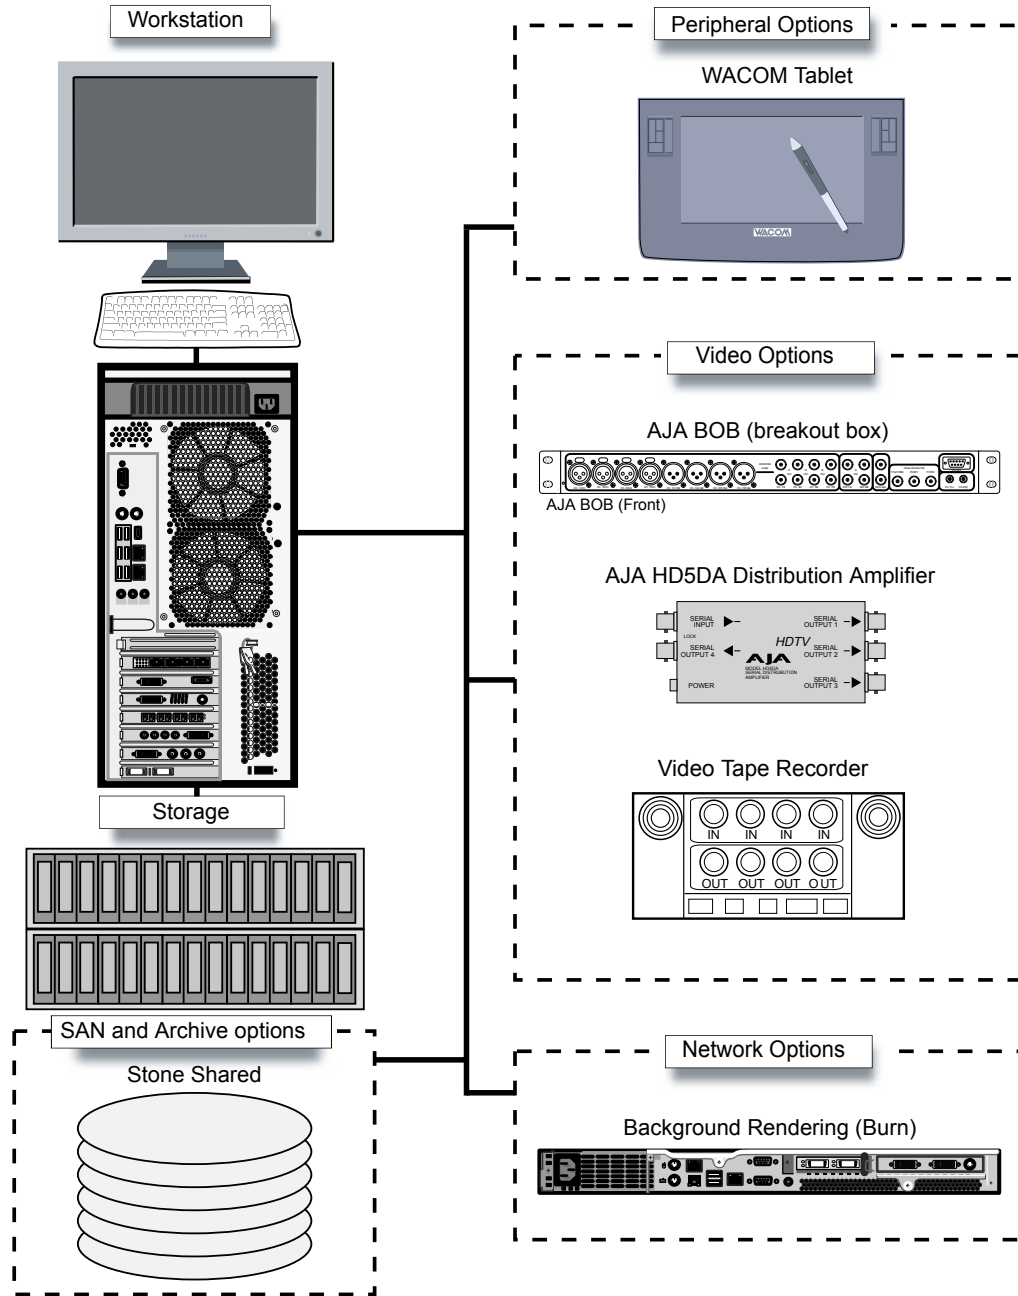 Workstation
Peripheral Options
WACOM Tablet
WACOM
Video Options
AJA BOB (breakout box)
AJA BOB (Front)
AJA HD5DA Distribution Amplifier
SERIAL INPUT
SERIAL OUTPUT 1
LOCK
HDTV
SERIAL OUTPUT 4
SERIAL OUTPUT 2
AJA
MODEL HD5DA
SERIAL DISTRIBUTION
AMPLIFIER
POWER
SERIAL OUTPUT 3
Video Tape Recorder
IN IN IN IN
OUT OUT OUT OUT
Storage
SAN and Archive options
Stone Shared
Network Options
Background Rendering (Burn)